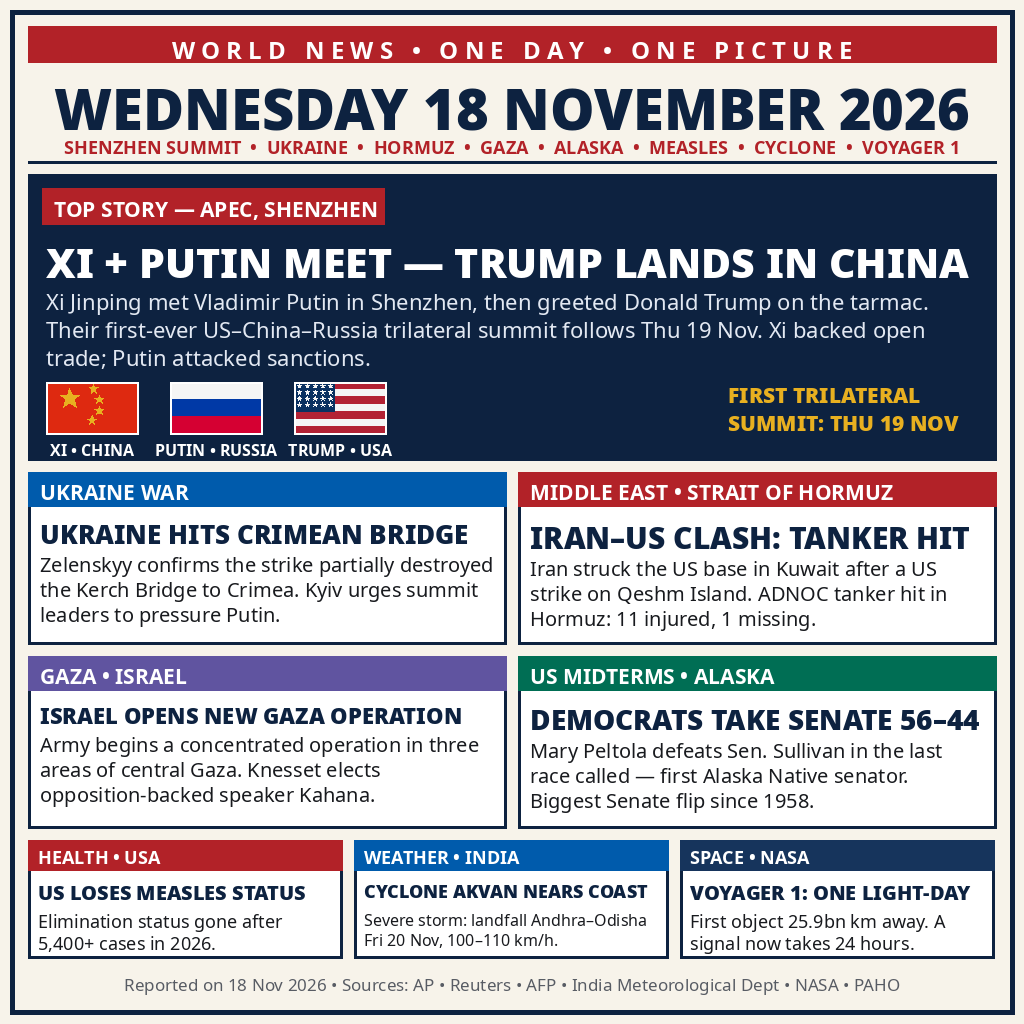 WORLD NEWS • ONE DAY • ONE PICTURE
WEDNESDAY 18 NOVEMBER 2026
SHENZHEN SUMMIT • UKRAINE • HORMUZ • GAZA • ALASKA • MEASLES • CYCLONE • VOYAGER 1
TOP STORY — APEC, SHENZHEN
XI + PUTIN MEET — TRUMP LANDS IN CHINA
Xi Jinping met Vladimir Putin in Shenzhen, then greeted Donald Trump on the tarmac.
Their first-ever US–China–Russia trilateral summit follows Thu 19 Nov. Xi backed open
trade; Putin attacked sanctions.
XI • CHINA
PUTIN • RUSSIA
TRUMP • USA
FIRST TRILATERAL
SUMMIT: THU 19 NOV
UKRAINE WAR
UKRAINE HITS CRIMEAN BRIDGE
Zelenskyy confirms the strike partially destroyed
the Kerch Bridge to Crimea. Kyiv urges summit
leaders to pressure Putin.
MIDDLE EAST • STRAIT OF HORMUZ
IRAN–US CLASH: TANKER HIT
Iran struck the US base in Kuwait after a US
strike on Qeshm Island. ADNOC tanker hit in
Hormuz: 11 injured, 1 missing.
GAZA • ISRAEL
ISRAEL OPENS NEW GAZA OPERATION
Army begins a concentrated operation in three
areas of central Gaza. Knesset elects
opposition-backed speaker Kahana.
US MIDTERMS • ALASKA
DEMOCRATS TAKE SENATE 56–44
Mary Peltola defeats Sen. Sullivan in the last
race called — first Alaska Native senator.
Biggest Senate flip since 1958.
HEALTH • USA
US LOSES MEASLES STATUS
Elimination status gone after
5,400+ cases in 2026.
WEATHER • INDIA
CYCLONE AKVAN NEARS COAST
Severe storm: landfall Andhra–Odisha
Fri 20 Nov, 100–110 km/h.
SPACE • NASA
VOYAGER 1: ONE LIGHT-DAY
First object 25.9bn km away. A
signal now takes 24 hours.
Reported on 18 Nov 2026 • Sources: AP • Reuters • AFP • India Meteorological Dept • NASA • PAHO